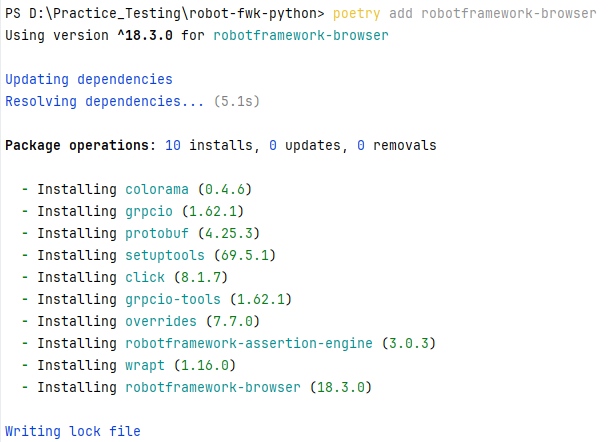 PS D:\Practice_Testing\robot-fwk-python> poetry add robotframework-browser
Using version ^18.3.0 for robotframework-browser
Updating dependencies
Resolving dependencies... (5.1s)
Package operations: 10 installs, 0 updates, 0 removals
- Installing colorama (0.4.6)
- Installing grpcio (1.62.1)
- Installing protobuf (4.25.3)
- Installing setuptools (69.5.1)
- Installing click (8.1.7)
- Installing grpcio-tools (1.62.1)
- Installing overrides (7.7.0)
- Installing robotframework-assertion-engine (3.0.3)
- Installing wrapt (1.16.0)
- Installing robotframework-browser (18.3.0)
Writing lock file